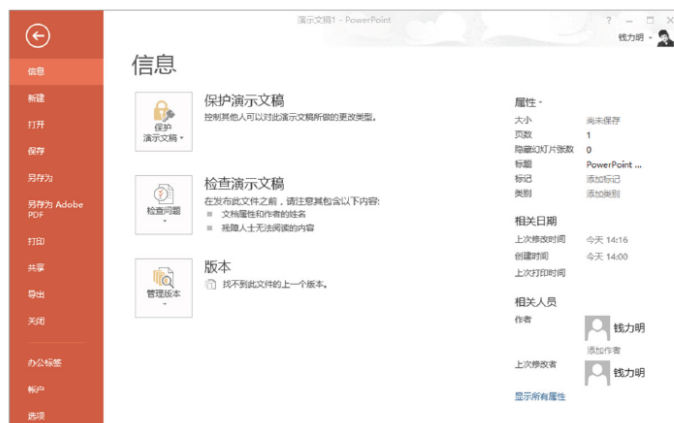 演示文稿1 - PowerPoint
? – □ ×
钱力明
信息
新建
打开
保存
另存为
另存为 Adobe
PDF
打印
共享
导出
关闭
办公标签
帐户
选项
信息
保护
演示文稿
保护演示文稿
控制其他人可以对此演示文稿所做的更改类型。
检查问题
检查演示文稿
在发布此文件之前，请注意其包含以下内容:
■ 文档属性和作者的姓名
■ 视障人士无法阅读的内容
管理版本
版本
找不到此文件的上一个版本。
属性
大小 尚未保存
页数 1
隐藏幻灯片张数 0
标题 PowerPoint ...
标记 添加标记
类别 添加类别
相关日期
上次修改时间 今天 14:16
创建时间 今天 14:00
上次打印时间
相关人员
作者 钱力明
添加作者
上次修改者 钱力明
显示所有属性